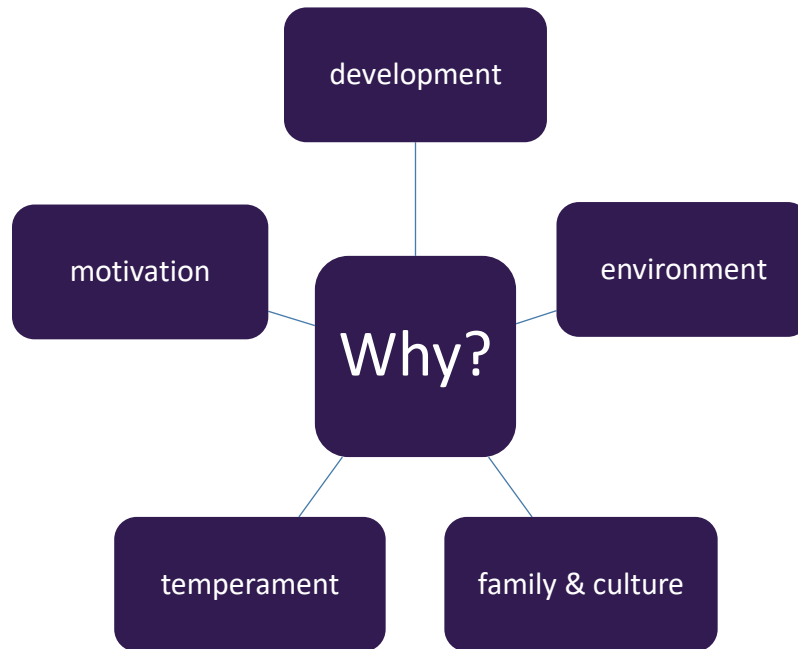 development
motivation
environment
Why?
temperament
family & culture